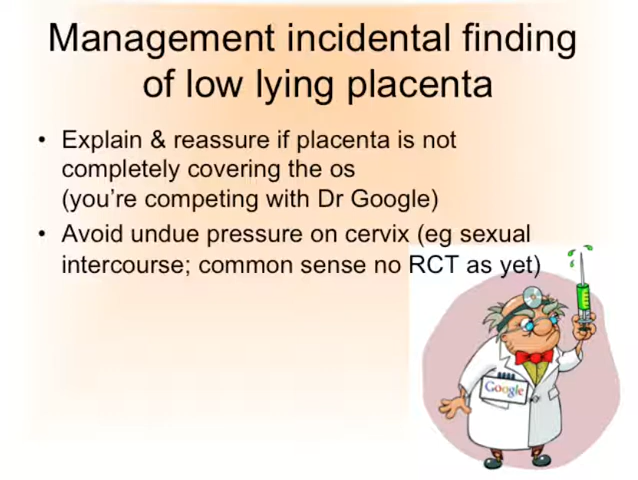 Management incidental finding
of low lying placenta
• Explain & reassure if placenta is not
completely covering the os
(you're competing with Dr Google)
• Avoid undue pressure on cervix (eg sexual
intercourse; common sense no RCT as yet)
Google